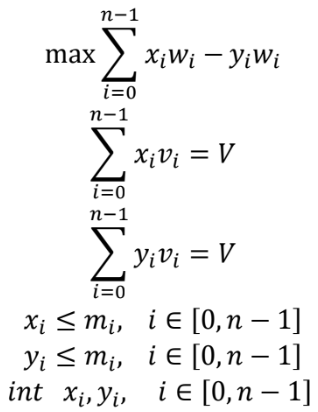 max ∑_{i=0}^{n−1} x_i w_i − y_i w_i
∑_{i=0}^{n−1} x_i v_i = V
∑_{i=0}^{n−1} y_i v_i = V
x_i ≤ m_i, i ∈ [0, n − 1]
y_i ≤ m_i, i ∈ [0, n − 1]
int x_i, y_i, i ∈ [0, n − 1]